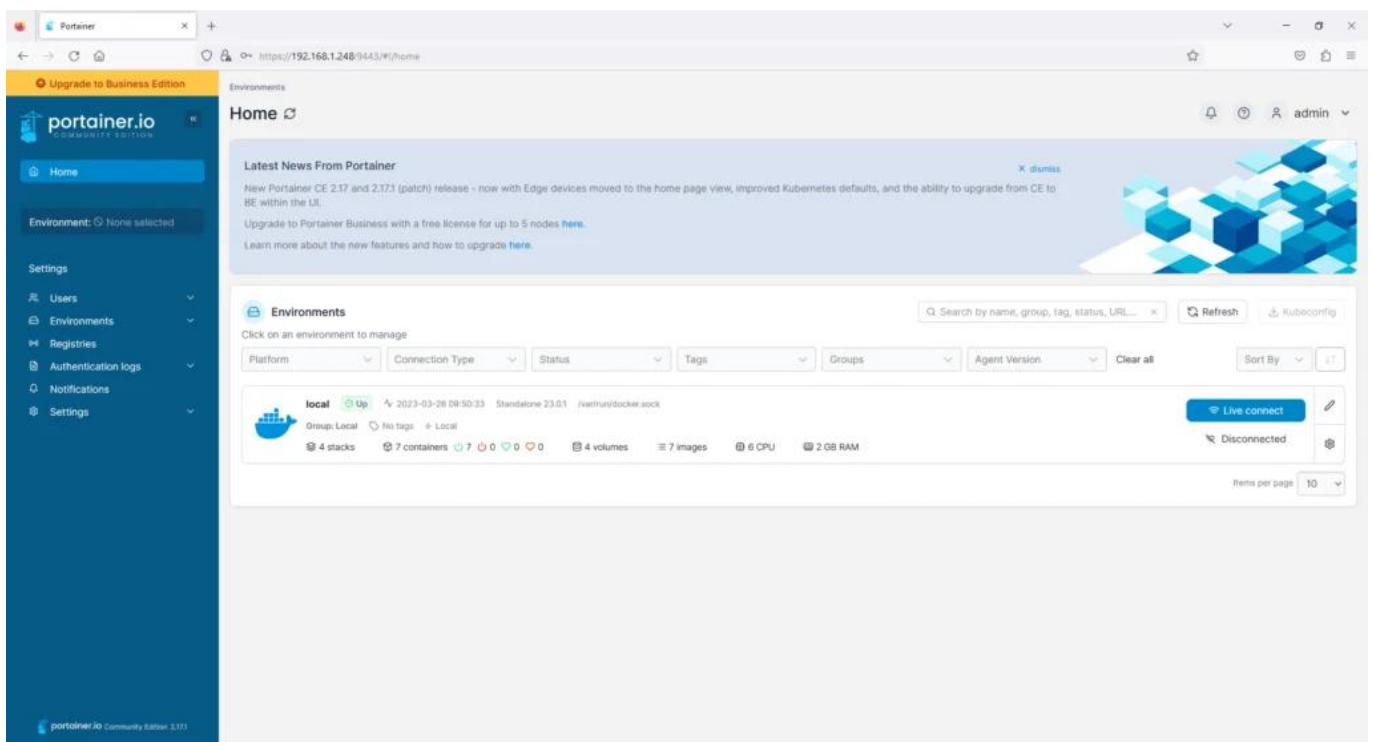 Portainer
https://192.168.1.248:9443/#!/home
Upgrade to Business Edition
portainer.io
COMMUNITY EDITION
Home
Environment: None selected
Settings
Users
Environments
Registries
Authentication logs
Notifications
Settings
portainer.io Community Edition 2.17.1
Environments
Home
admin
Latest News From Portainer
dismiss
New Portainer CE 2.17 and 2.17.1 (patch) release - now with Edge devices moved to the home page view, improved Kubernetes defaults, and the ability to upgrade from CE to
BE within the UI.
Upgrade to Portainer Business with a free license for up to 5 nodes here.
Learn more about the new features and how to upgrade here.
Environments
Search by name, group, tag, status, URL...
Refresh
Kubeconfig
Click on an environment to manage
Platform Connection Type Status Tags Groups Agent Version Clear all Sort By
local Up 2023-03-28 09:50:33 Standalone 23.0.1 /var/run/docker.sock
Group: Local No tags Local
4 stacks 7 containers 7 0 0 0 4 volumes 7 images 6 CPU 2 GB RAM
Live connect
Disconnected
Items per page 10